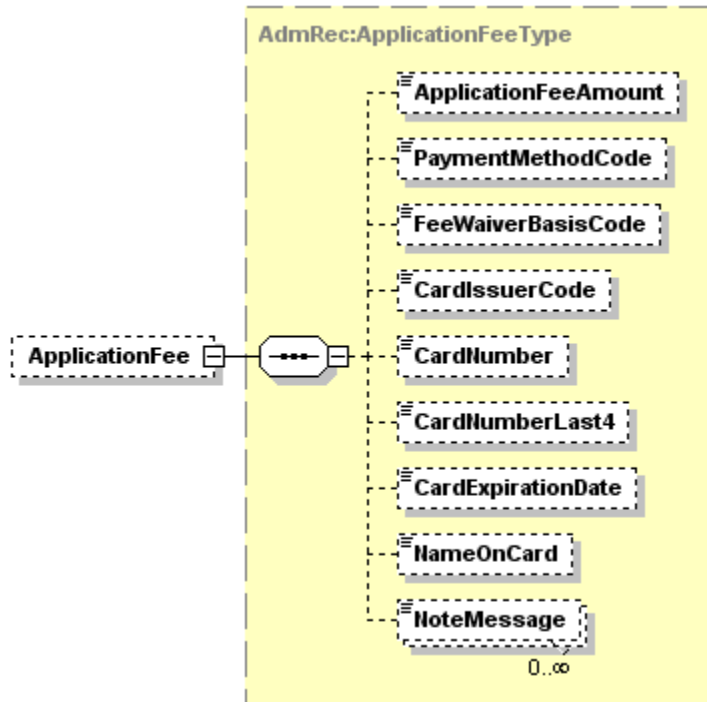 AdmRec:ApplicationFeeType
ApplicationFeeAmount
PaymentMethodCode
FeeWaiverBasisCode
CardIssuerCode
ApplicationFee
CardNumber
CardNumberLast4
CardExpirationDate
NameOnCard
NoteMessage
0..∞